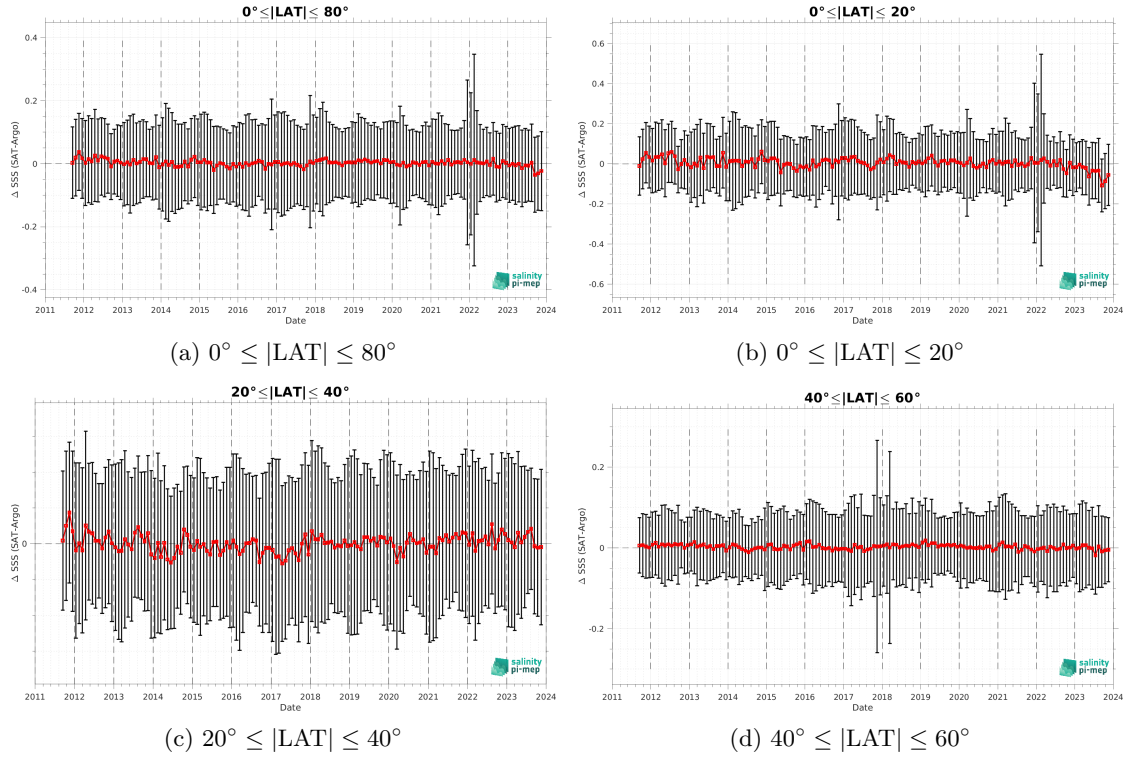 0°≤|LAT|≤ 80°
0.4
0.2
0
-0.2
-0.4
Δ SSS (SAT-Argo)
2011 2012 2013 2014 2015 2016 2017 2018 2019 2020 2021 2022 2023 2024
Date
salinity
pi-mep
(a) 0° ≤ |LAT| ≤ 80°
0°≤|LAT|≤ 20°
0.6
0.4
0.2
0.0
-0.2
-0.4
-0.6
Δ SSS (SAT-Argo)
2011 2012 2013 2014 2015 2016 2017 2018 2019 2020 2021 2022 2023 2024
Date
salinity
pi-mep
(b) 0° ≤ |LAT| ≤ 20°
20°≤|LAT|≤ 40°
0
Δ SSS (SAT-Argo)
2011 2012 2013 2014 2015 2016 2017 2018 2019 2020 2021 2022 2023 2024
Date
salinity
pi-mep
(c) 20° ≤ |LAT| ≤ 40°
40°≤|LAT|≤ 60°
0.2
0
-0.2
Δ SSS (SAT-Argo)
2011 2012 2013 2014 2015 2016 2017 2018 2019 2020 2021 2022 2023 2024
Date
salinity
pi-mep
(d) 40° ≤ |LAT| ≤ 60°